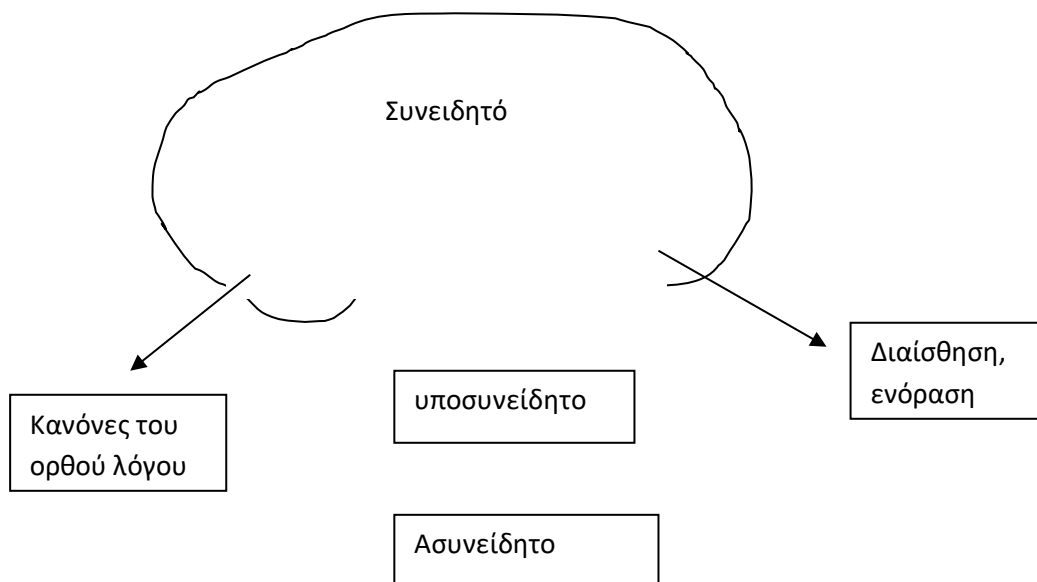 Συνειδητό
Διαίσθηση,
ενόραση
υποσυνείδητο
Κανόνες του
ορθού λόγου
Ασυνείδητο